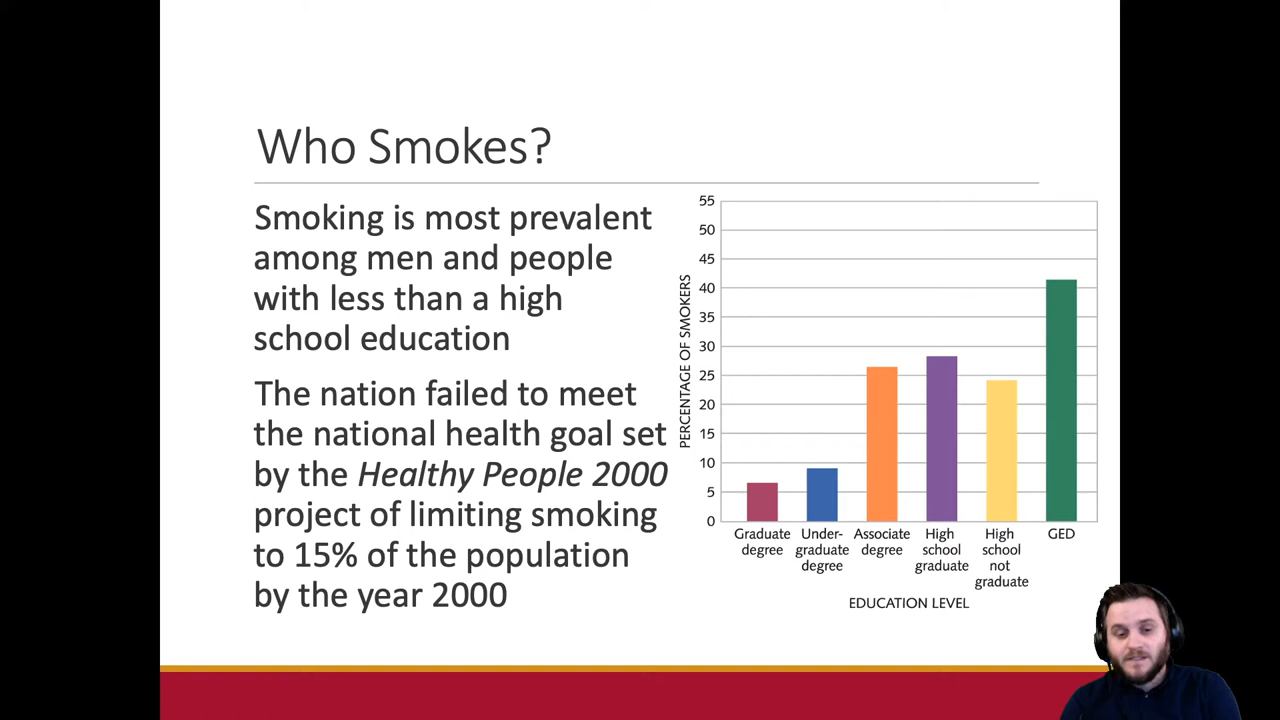 Who Smokes?
Smoking is most prevalent
among men and people
with less than a high
school education
The nation failed to meet
the national health goal set
by the Healthy People 2000
project of limiting smoking
to 15% of the population
by the year 2000
PERCENTAGE OF SMOKERS
55
50
45
40
35
30
25
20
15
10
5
0
Graduate
degree
Under-
graduate
degree
Associate
degree
High
school
graduate
High
school
not
graduate
GED
EDUCATION LEVEL